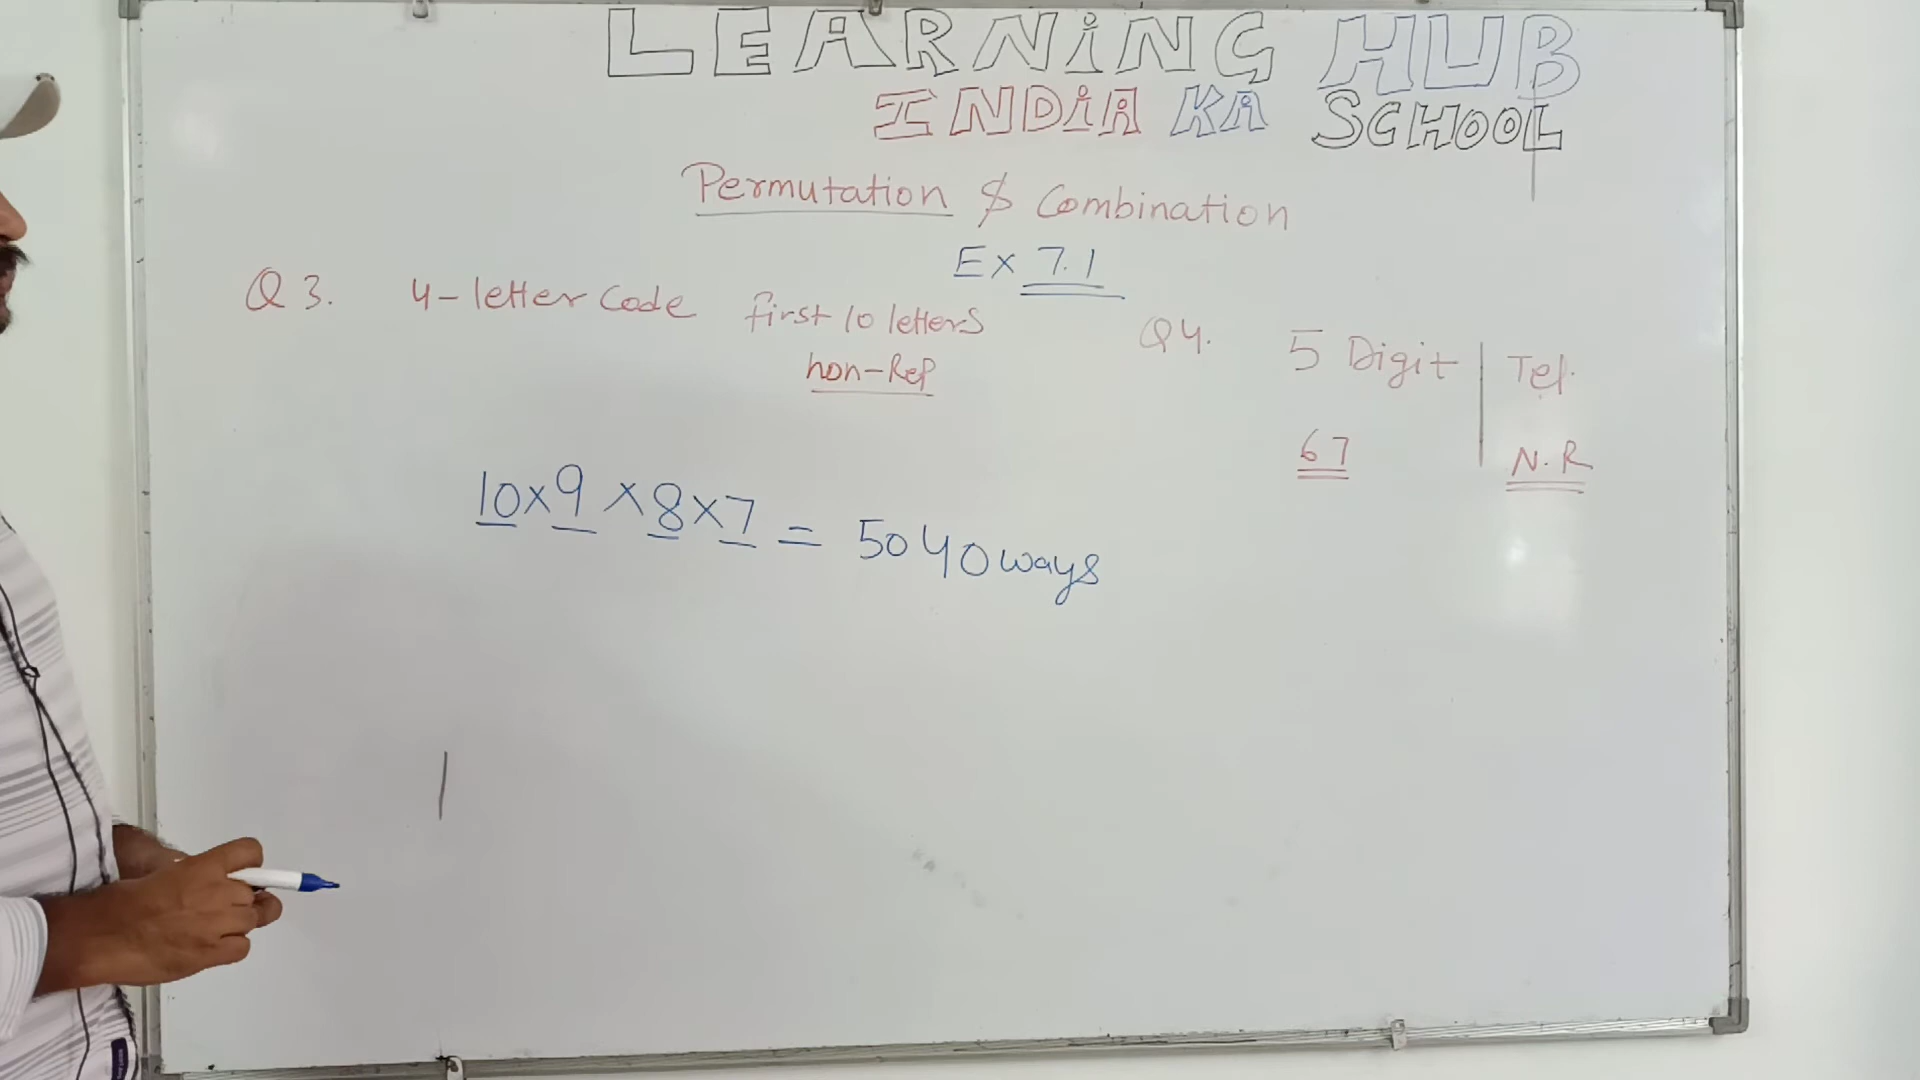 LEARNiNG HUB
INDiA KA SCHOOL
Permutation & Combination
Ex 7.1
Q3. 4-letter Code first 10 letters
non-Rep
Q4. 5 Digit Tel.
67 N.R
10×9×8×7 = 5040 ways